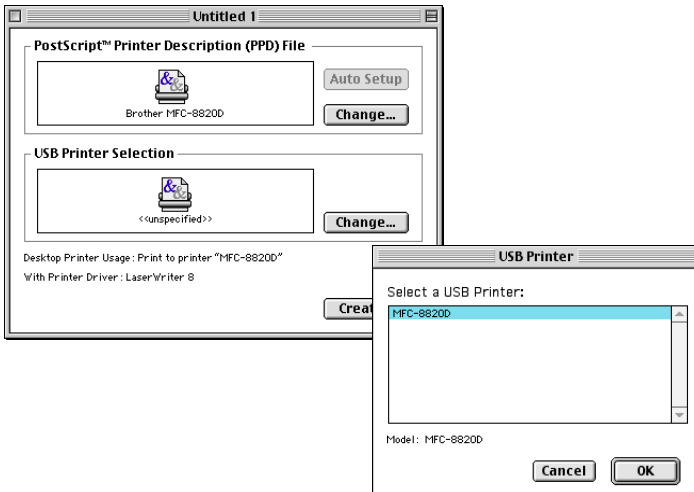 Untitled 1
PostScript™ Printer Description (PPD) File
Brother MFC-8820D
Auto Setup
Change...
USB Printer Selection
<<unspecified>>
Change...
Desktop Printer Usage: Print to printer "MFC-8820D"
With Printer Driver: LaserWriter 8
USB Printer
Select a USB Printer:
MFC-8820D
Model: MFC-8820D
Cancel
OK